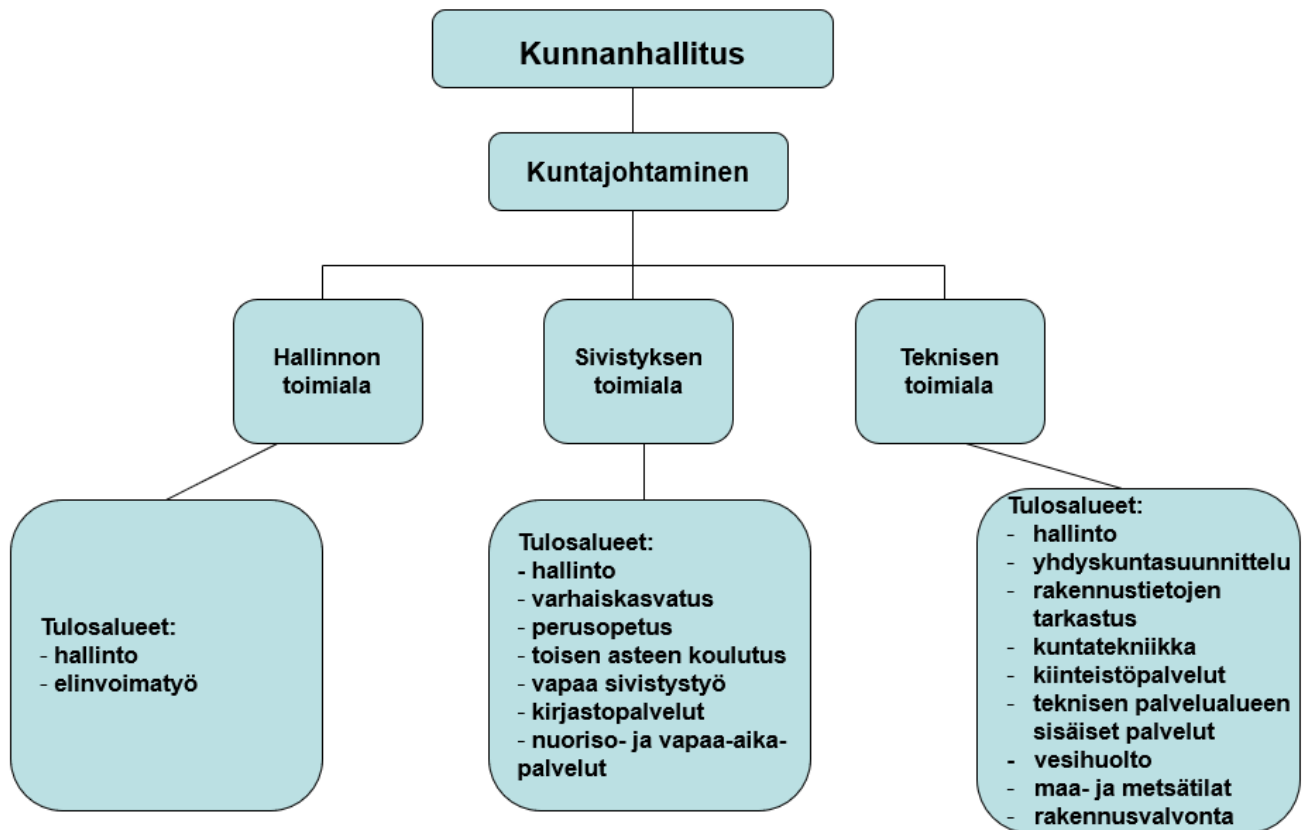 Kunnanhallitus
Kuntajohtaminen
Hallinnon
toimiala
Sivistyksen
toimiala
Teknisen
toimiala
Tulosalueet:
- hallinto
- elinvoimatyö
Tulosalueet:
- hallinto
- varhaiskasvatus
- perusopetus
- toisen asteen koulutus
- vapaa sivistystyö
- kirjastopalvelut
- nuoriso- ja vapaa-aika-
palvelut
Tulosalueet:
- hallinto
- yhdyskuntasuunnittelu
- rakennustietojen
tarkastus
- kuntatekniikka
- kiinteistöpalvelut
- teknisen palvelualueen
sisäiset palvelut
- vesihuolto
- maa- ja metsätilat
- rakennusvalvonta